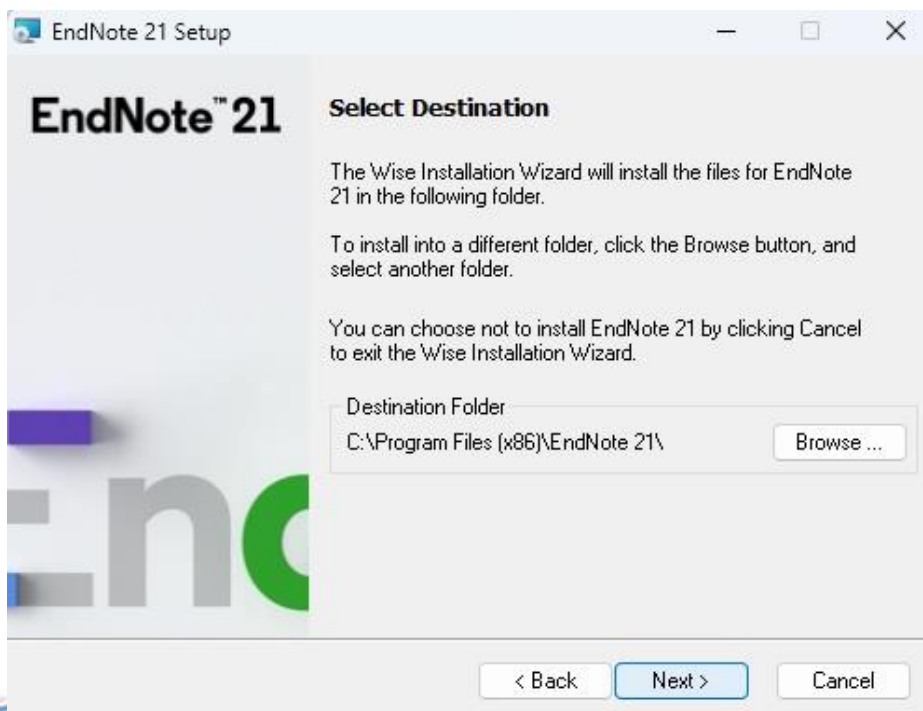 EndNote 21 Setup
EndNote™21
Select Destination
The Wise Installation Wizard will install the files for EndNote
21 in the following folder.
To install into a different folder, click the Browse button, and
select another folder.
You can choose not to install EndNote 21 by clicking Cancel
to exit the Wise Installation Wizard.
Destination Folder
C:\Program Files (x86)\EndNote 21\
Browse ...
End
< Back
Next >
Cancel